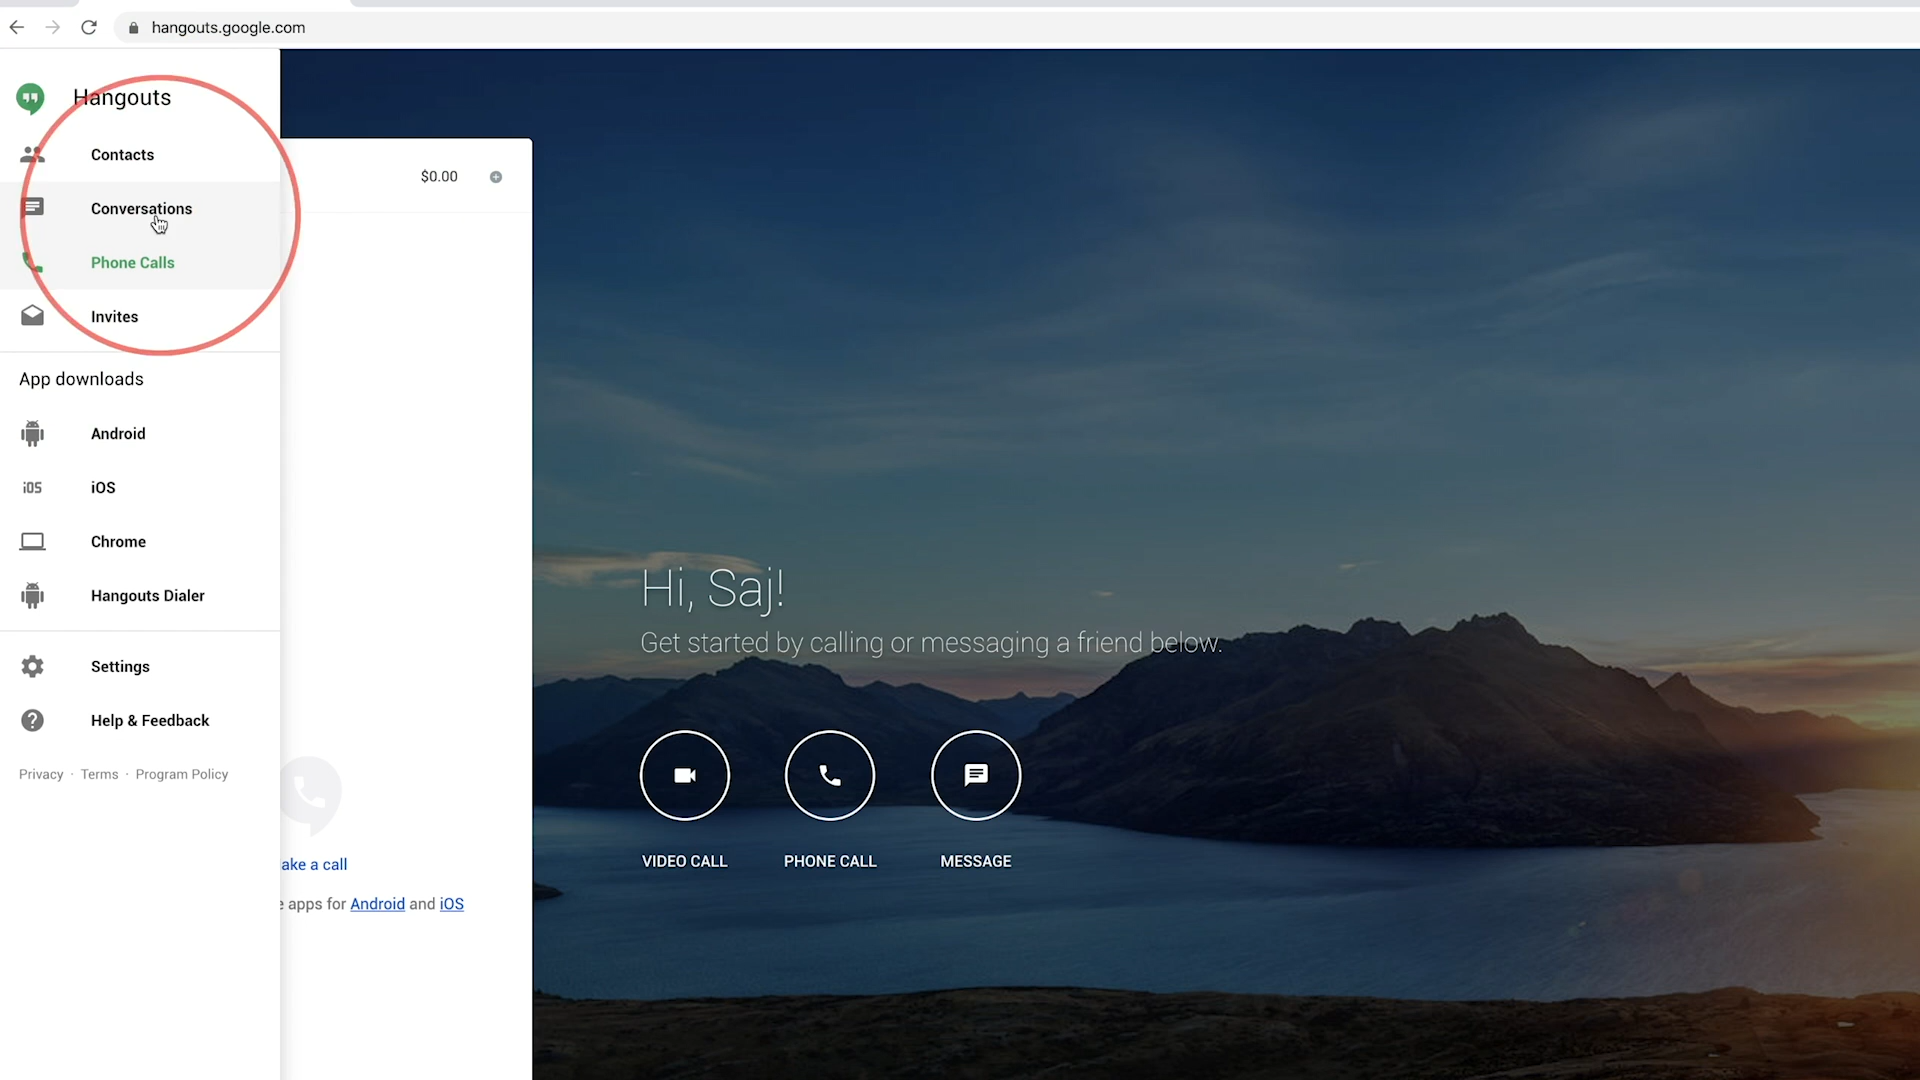 hangouts.google.com
Hangouts
Contacts
$0.00
Conversations
Phone Calls
Invites
App downloads
Android
iOS
iOS
Chrome
Hangouts Dialer
Hi, Saj!
Get started by calling or messaging a friend below.
Settings
Help & Feedback
Privacy · Terms · Program Policy
VIDEO CALL
PHONE CALL
MESSAGE
ake a call
e apps for Android and iOS